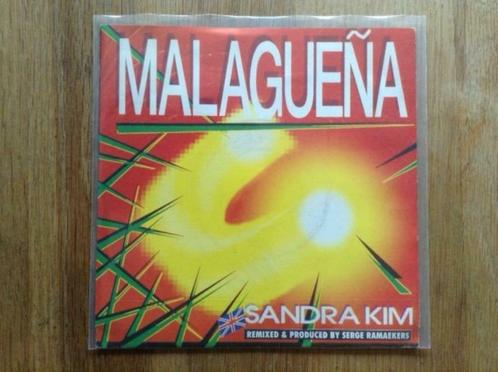 MALAGUEÑA
SANDRA KIM
REMIXED & PRODUCED BY SERGE RAMAEKERS